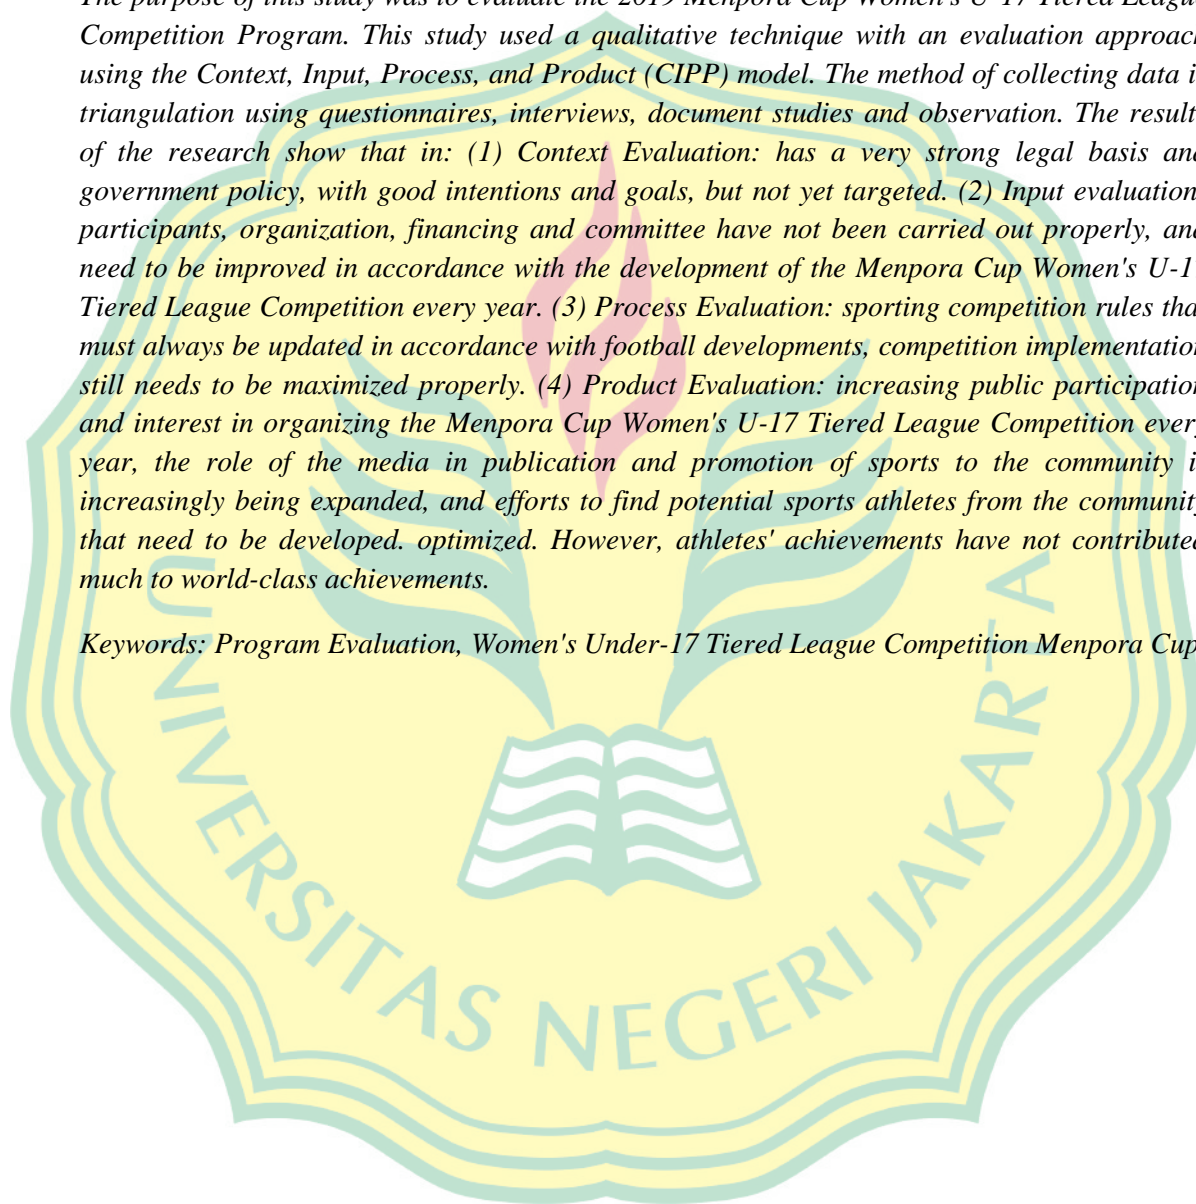 The purpose of this study was to evaluate the 2019 Menpora Cup Women's U-17 Tiered League
Competition Program. This study used a qualitative technique with an evaluation approach
using the Context, Input, Process, and Product (CIPP) model. The method of collecting data i
triangulation using questionnaires, interviews, document studies and observation. The result
of the research show that in: (1) Context Evaluation: has a very strong legal basis and
government policy, with good intentions and goals, but not yet targeted. (2) Input evaluation
participants, organization, financing and committee have not been carried out properly, and
need to be improved in accordance with the development of the Menpora Cup Women's U-1
Tiered League Competition every year. (3) Process Evaluation: sporting competition rules tha
must always be updated in accordance with football developments, competition implementation
still needs to be maximized properly. (4) Product Evaluation: increasing public participation
and interest in organizing the Menpora Cup Women's U-17 Tiered League Competition every
year, the role of the media in publication and promotion of sports to the community i
increasingly being expanded, and efforts to find potential sports athletes from the community
that need to be developed. optimized. However, athletes' achievements have not contributed
much to world-class achievements.
Keywords: Program Evaluation, Women's Under-17 Tiered League Competition Menpora Cup
UNIVERSITAS NEGERI JAKARTA